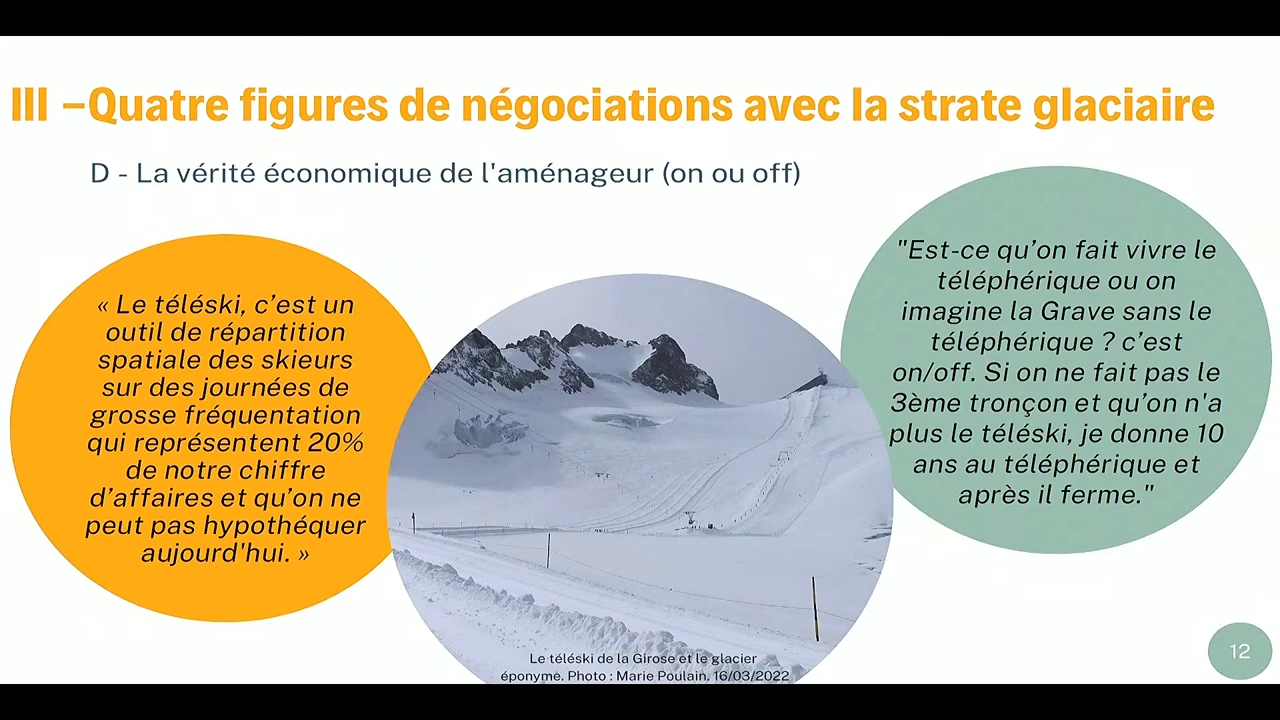 III –Quatre figures de négociations avec la strate glaciaire
D - La vérité économique de l'aménageur (on ou off)
« Le téléski, c’est un
outil de répartition
spatiale des skieurs
sur des journées de
grosse fréquentation
qui représentent 20%
de notre chiffre
d’affaires et qu’on ne
peut pas hypothéquer
aujourd'hui. »
"Est-ce qu’on fait vivre le
téléphérique ou on
imagine la Grave sans le
téléphérique ? c’est
on/off. Si on ne fait pas le
3ème tronçon et qu’on n'a
plus le téléski, je donne 10
ans au téléphérique et
après il ferme."
Le téléski de la Girose et le glacier
éponyme. Photo : Marie Poulain, 16/03/2022
12